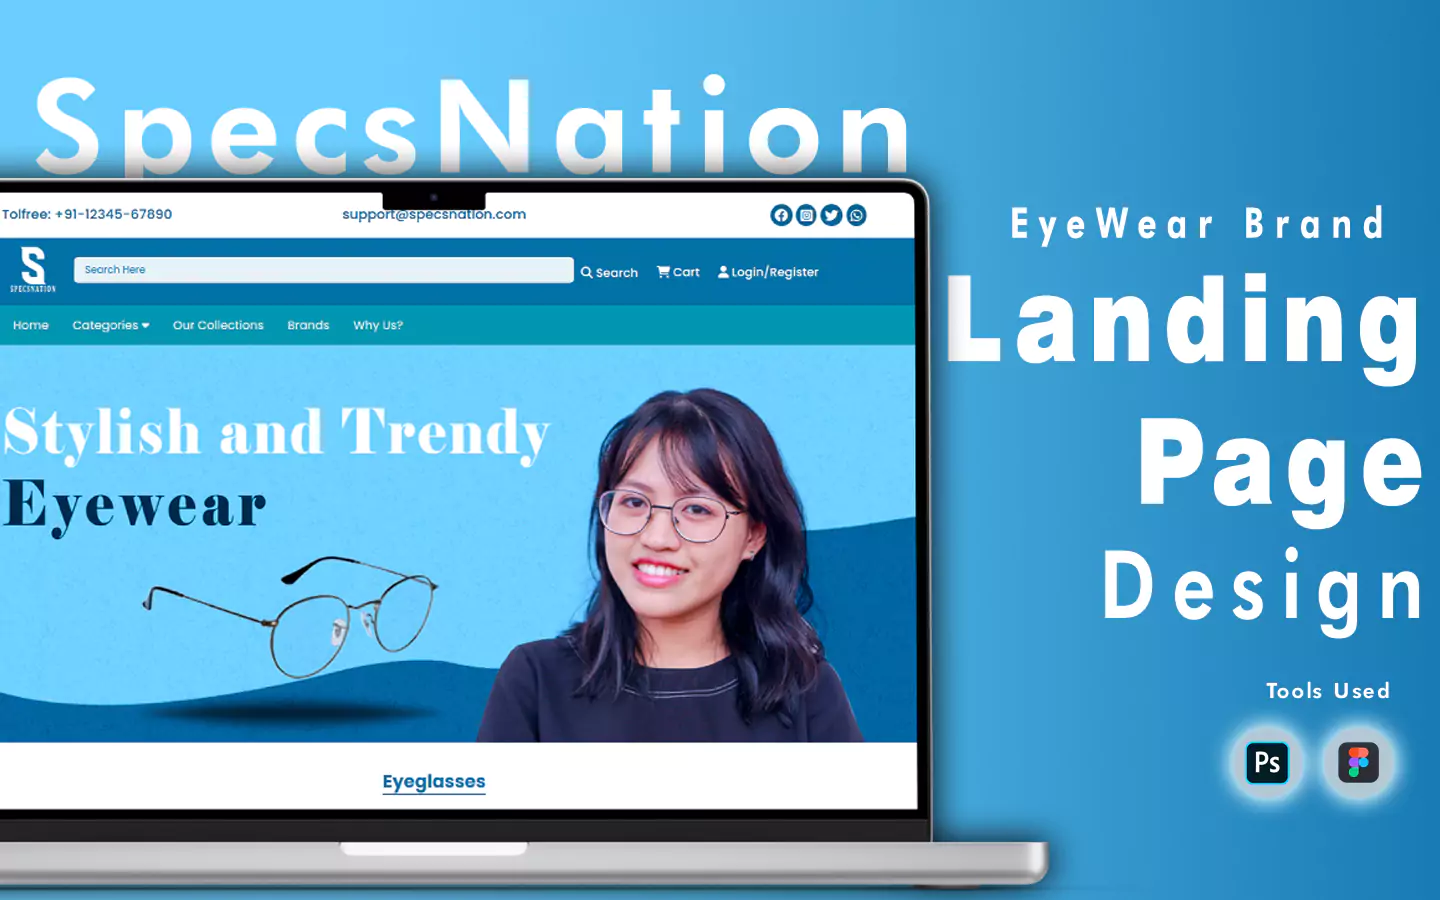 SpecsNation
Tolfree: +91-12345-67890
support@specsnation.com
SPECSNATION
Search Here
Search
Cart
Login/Register
Home
Categories
Our Collections
Brands
Why Us?
Stylish and Trendy
Eyewear
Eyeglasses
EyeWear Brand
Landing
Page
Design
Tools Used
Ps